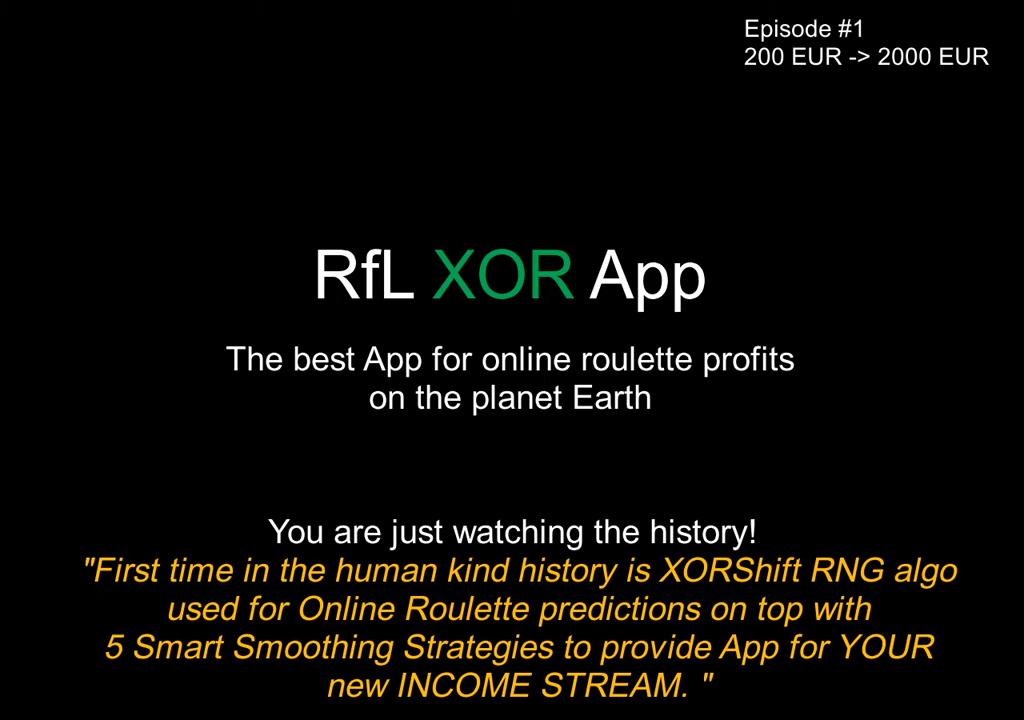 Episode #1
200 EUR -> 2000 EUR
RfL XOR App
The best App for online roulette profits
on the planet Earth
You are just watching the history!
"First time in the human kind history is XORShift RNG algo
used for Online Roulette predictions on top with
5 Smart Smoothing Strategies to provide App for YOUR
new INCOME STREAM. "